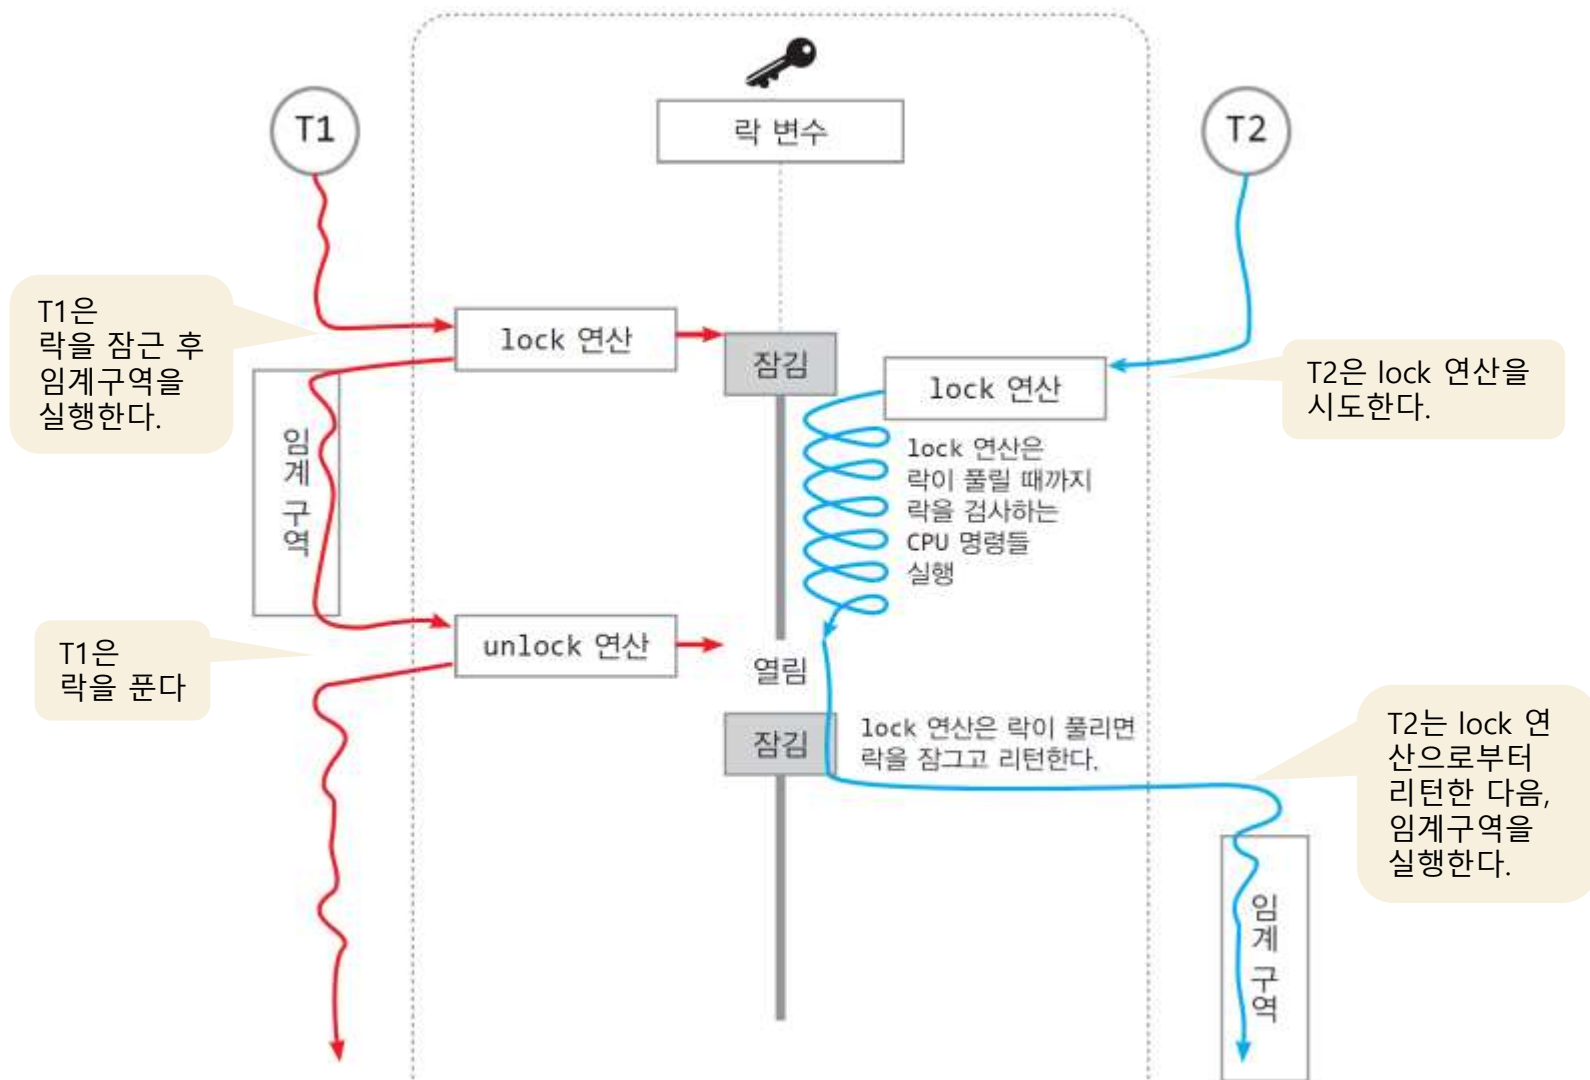 T1
락 변수
T2
T1은
락을 잠근 후
임계구역을
실행한다.
lock 연산
잠김
lock 연산
T2은 lock 연산을
시도한다.
임계 구역
lock 연산은
락이 풀릴 때까지
락을 검사하는
CPU 명령들
실행
T1은
락을 푼다
unlock 연산
열림
잠김
lock 연산은 락이 풀리면
락을 잠그고 리턴한다.
T2는 lock 연
산으로부터
리턴한 다음,
임계구역을
실행한다.
임계 구역